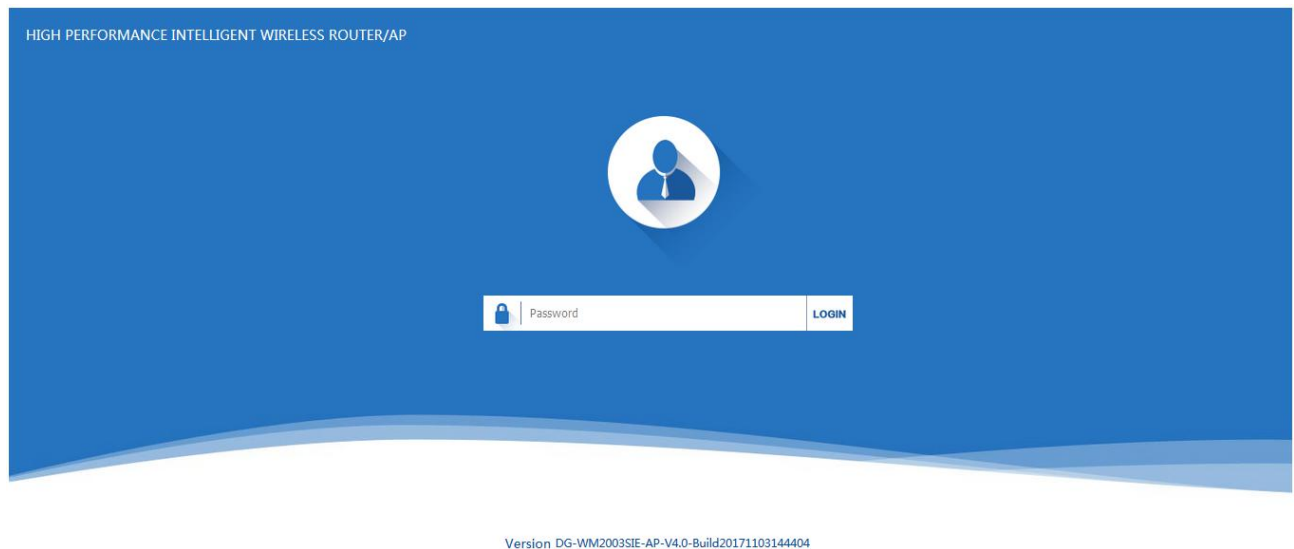 HIGH PERFORMANCE INTELLIGENT WIRELESS ROUTER/AP
Password
LOGIN
Version DG-WM2003SIE-AP-V4.0-Build20171103144404